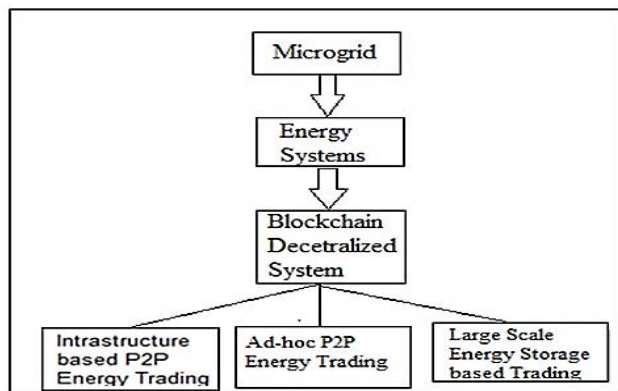 Microgrid
Energy
Systems
Blockchain
Decetralized
System
Intrastructure
based P2P
Energy Trading
Ad-hoc P2P
Energy Trading
Large Scale
Energy Storage
based Trading